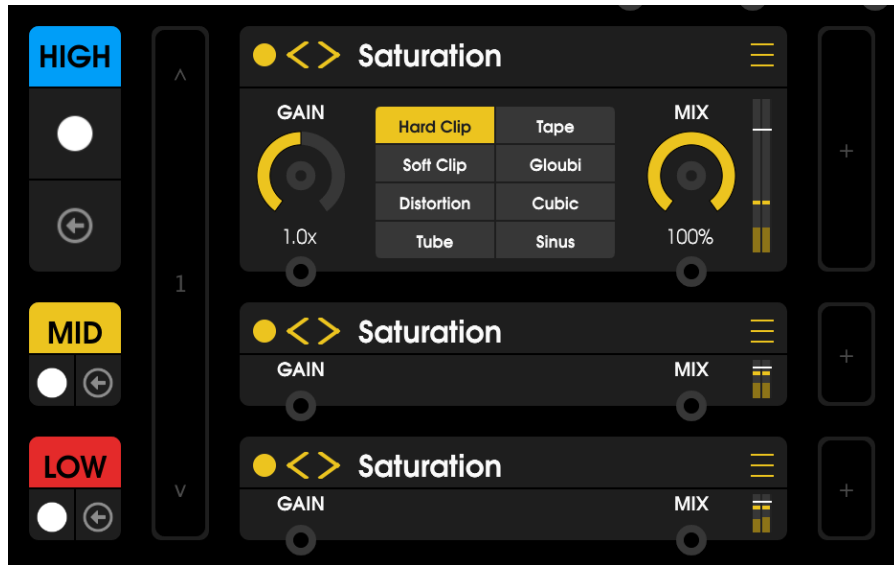 HIGH
Saturation
GAIN
MIX
Hard Clip
Tape
Soft Clip
Gloubi
Distortion
Cubic
Tube
Sinus
1.0x
100%
+
1
MID
Saturation
GAIN
MIX
+
LOW
Saturation
GAIN
MIX
+